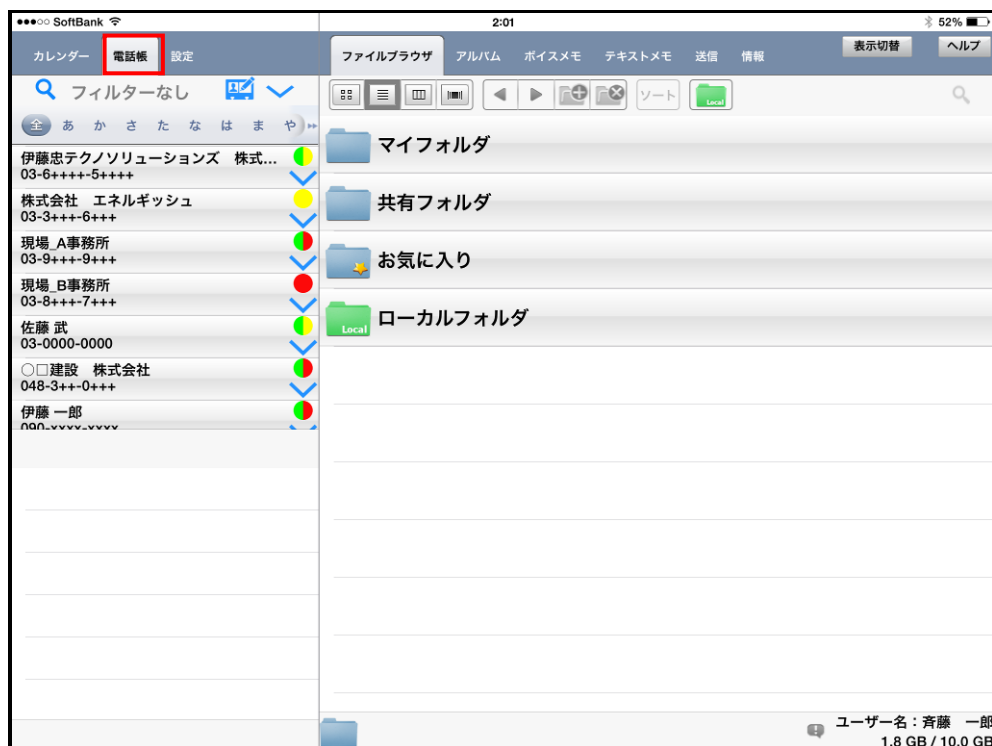 ●●●○○ SoftBank
2:01
52%
カレンダー
電話帳
設定
フィルターなし
全 あ か さ た な は ま や
伊藤忠テクノソリューションズ　株式...
03-6++++-5++++
株式会社　エネルギッシュ
03-3+++-6+++
現場_A事務所
03-9+++-9+++
現場_B事務所
03-8+++-7+++
佐藤 武
03-0000-0000
○□建設　株式会社
048-3++-0+++
伊藤 一郎
090-xxxx-xxxx
ファイルブラウザ
アルバム
ボイスメモ
テキストメモ
送信
情報
表示切替
ヘルプ
ソート
Local
マイフォルダ
共有フォルダ
お気に入り
Local
ローカルフォルダ
ユーザー名：斉藤　一郎
1.8 GB / 10.0 GB